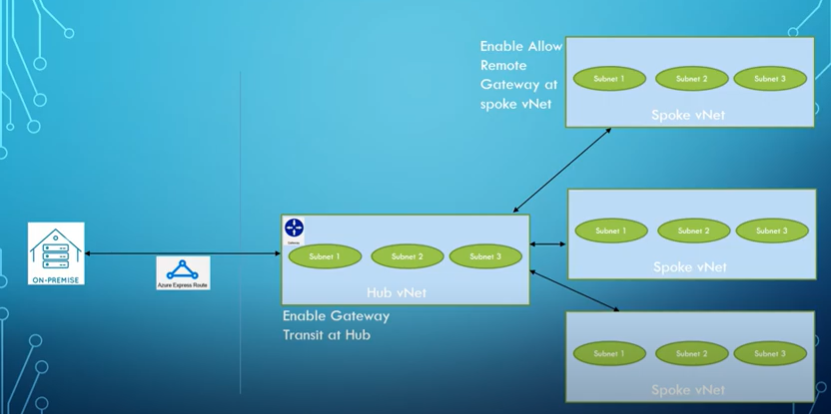 Enable Allow
Remote
Gateway at
spoke vNet
Subnet 1
Subnet 2
Subnet 3
Spoke vNet
Subnet 1
Subnet 2
Subnet 3
Spoke vNet
ON-PREMISE
Azure Express Route
Gateway
Subnet 1
Subnet 2
Subnet 3
Hub vNet
Enable Gateway
Transit at Hub
Subnet 1
Subnet 2
Subnet 3
Spoke vNet